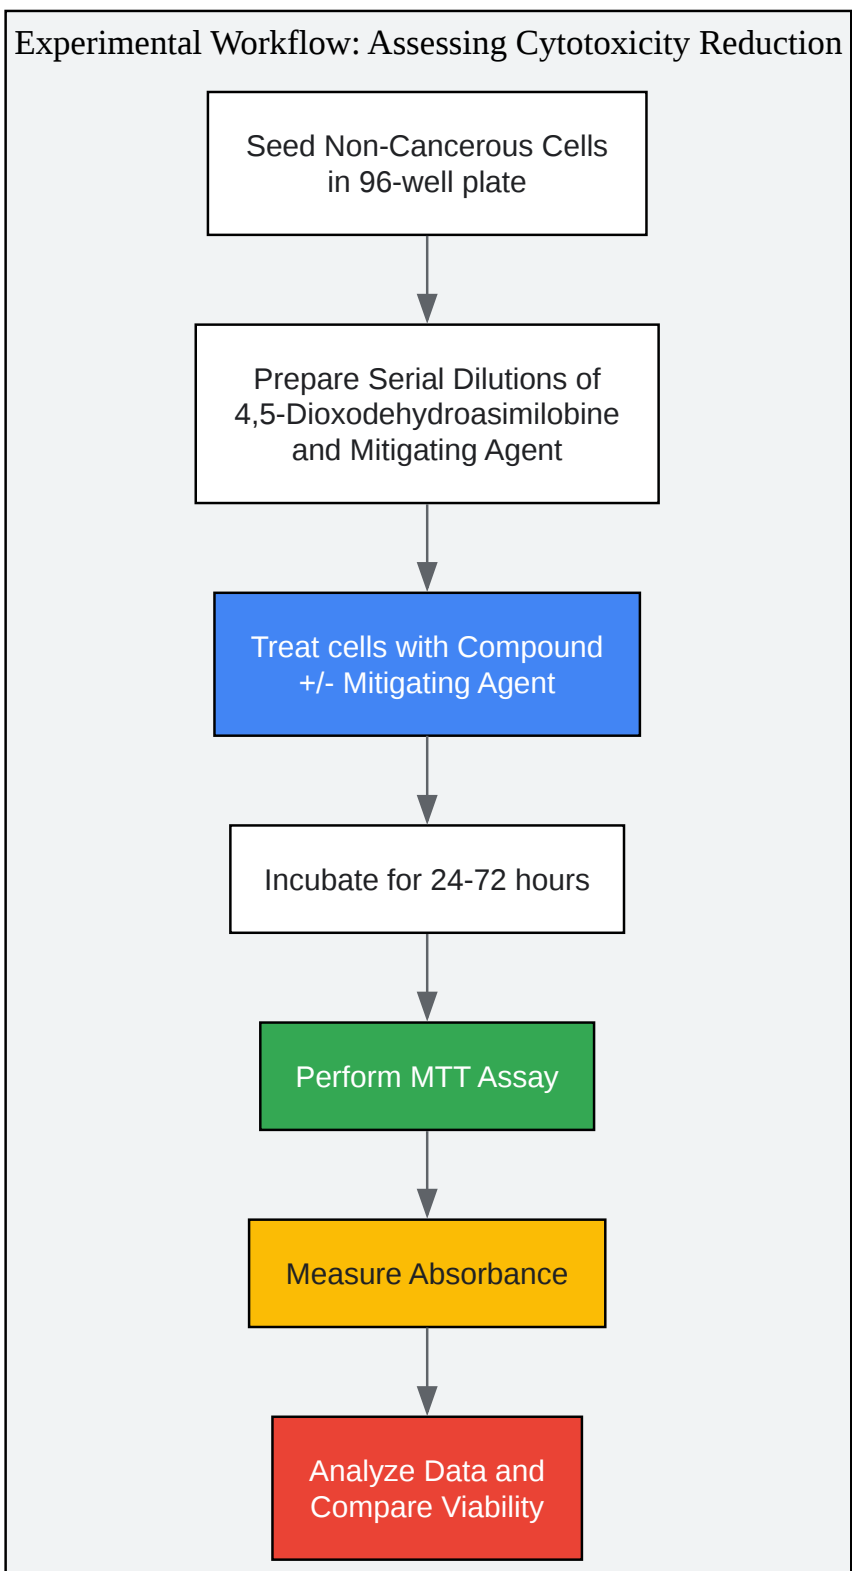 Experimental Workflow: Assessing Cytotoxicity Reduction
Seed Non-Cancerous Cells
in 96-well plate
Prepare Serial Dilutions of
4,5-Dioxodehydroasimilobine
and Mitigating Agent
Treat cells with Compound
+/- Mitigating Agent
Incubate for 24-72 hours
Perform MTT Assay
Measure Absorbance
Analyze Data and
Compare Viability